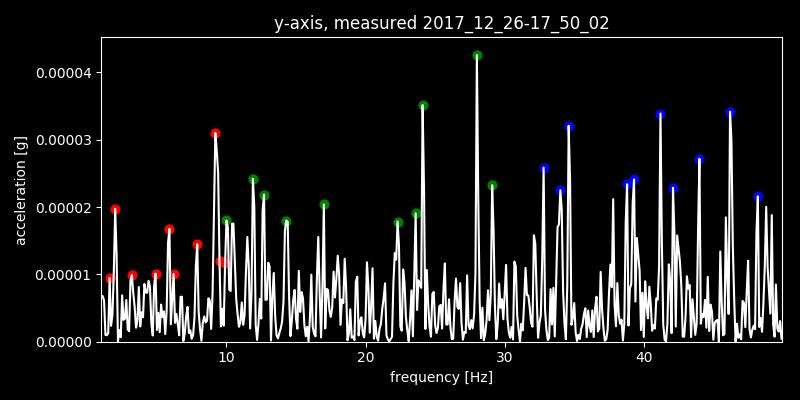 y-axis, measured 2017_12_26-17_50_02
acceleration [g]
0.00004
0.00003
0.00002
0.00001
0.00000
10 20 30 40
frequency [Hz]